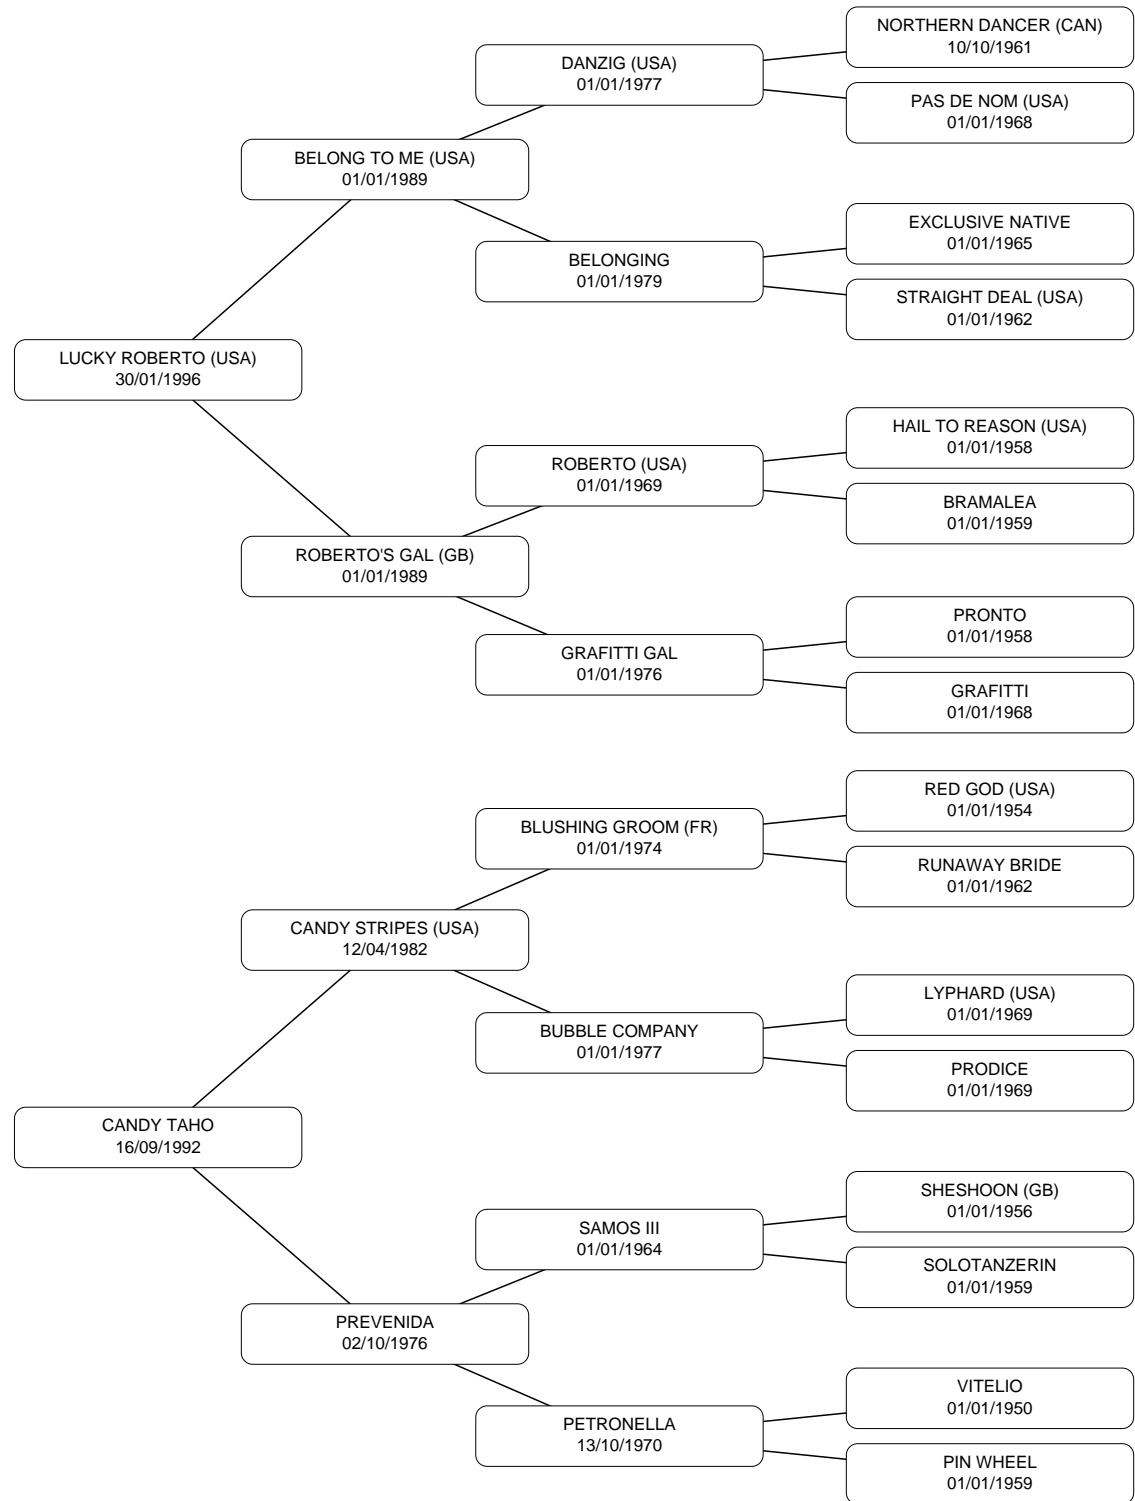 NORTHERN DANCER (CAN)
10/10/1961
DANZIG (USA)
01/01/1977
PAS DE NOM (USA)
01/01/1968
BELONG TO ME (USA)
01/01/1989
EXCLUSIVE NATIVE
01/01/1965
BELONGING
01/01/1979
STRAIGHT DEAL (USA)
01/01/1962
LUCKY ROBERTO (USA)
30/01/1996
HAIL TO REASON (USA)
01/01/1958
ROBERTO (USA)
01/01/1969
BRAMALEA
01/01/1959
ROBERTO'S GAL (GB)
01/01/1989
PRONTO
01/01/1958
GRAFITTI GAL
01/01/1976
GRAFITTI
01/01/1968
RED GOD (USA)
01/01/1954
BLUSHING GROOM (FR)
01/01/1974
RUNAWAY BRIDE
01/01/1962
CANDY STRIPES (USA)
12/04/1982
LYPHARD (USA)
01/01/1969
BUBBLE COMPANY
01/01/1977
PRODICE
01/01/1969
CANDY TAHO
16/09/1992
SHESHOON (GB)
01/01/1956
SAMOS III
01/01/1964
SOLOTANZERIN
01/01/1959
PREVENIDA
02/10/1976
VITELIO
01/01/1950
PETRONELLA
13/10/1970
PIN WHEEL
01/01/1959